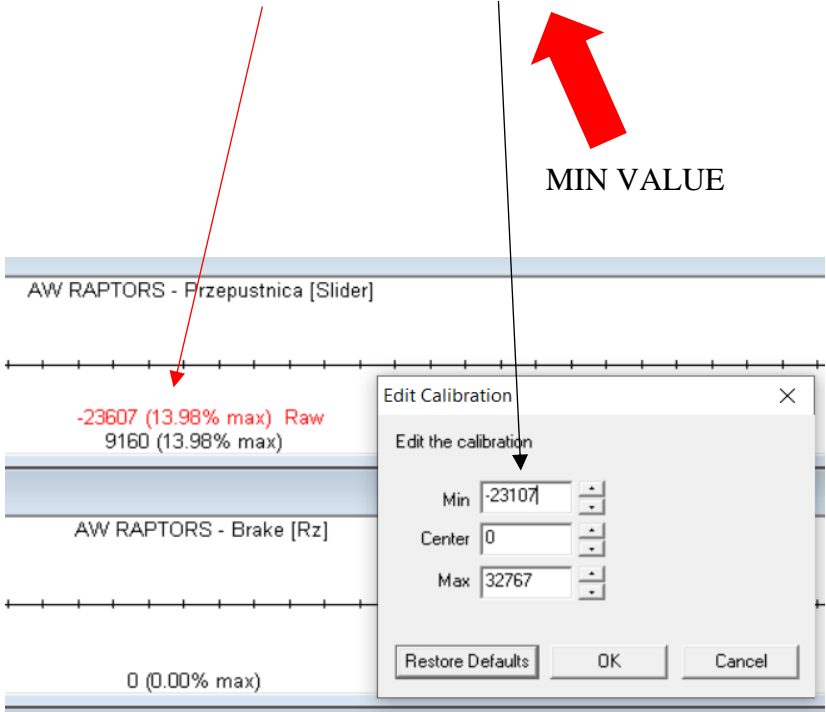 MIN VALUE
AW RAPTORS - Przepustnica [Slider]
-23607 (13.98% max) Raw
9160 (13.98% max)
AW RAPTORS - Brake [Rz]
0 (0.00% max)
Edit Calibration
Edit the calibration
Min -23107
Center 0
Max 32767
Restore Defaults OK Cancel